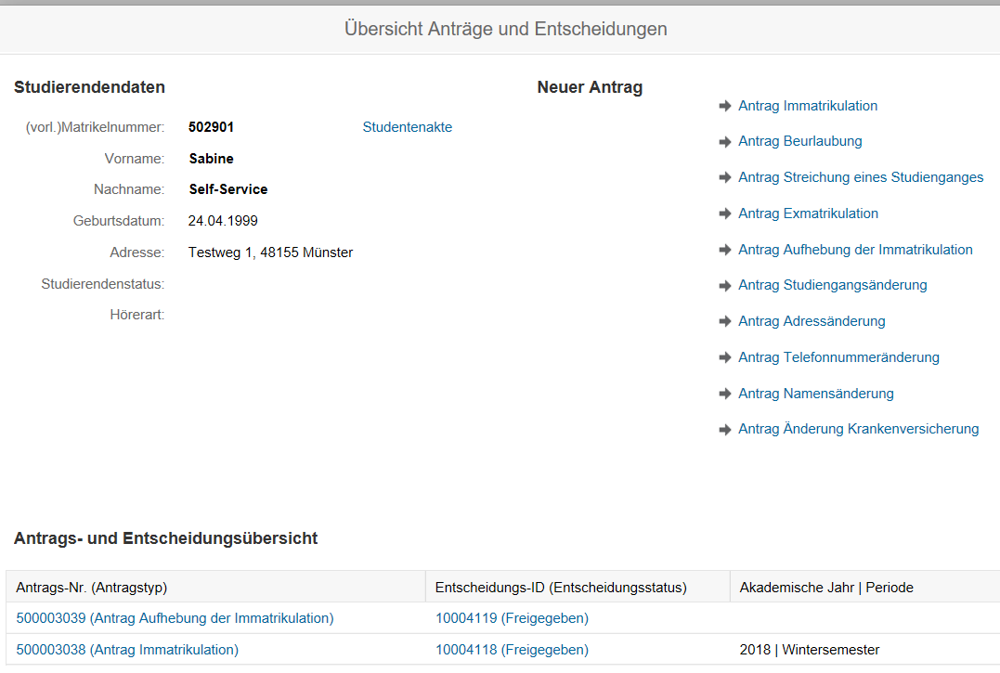 Übersicht Anträge und Entscheidungen
Studierendendaten
(vorl.)Matrikelnummer: 502901 Studentenakte
Vorname: Sabine
Nachname: Self-Service
Geburtsdatum: 24.04.1999
Adresse: Testweg 1, 48155 Münster
Studierendenstatus:
Hörerart:
Neuer Antrag
Antrag Immatrikulation
Antrag Beurlaubung
Antrag Streichung eines Studienganges
Antrag Exmatrikulation
Antrag Aufhebung der Immatrikulation
Antrag Studiengangsänderung
Antrag Adressänderung
Antrag Telefonnummeränderung
Antrag Namensänderung
Antrag Änderung Krankenversicherung
Antrags- und Entscheidungsübersicht
Antrags-Nr. (Antragstyp) Entscheidungs-ID (Entscheidungsstatus) Akademische Jahr | Periode
500003039 (Antrag Aufhebung der Immatrikulation) 10004119 (Freigegeben)
500003038 (Antrag Immatrikulation) 10004118 (Freigegeben) 2018 | Wintersemester